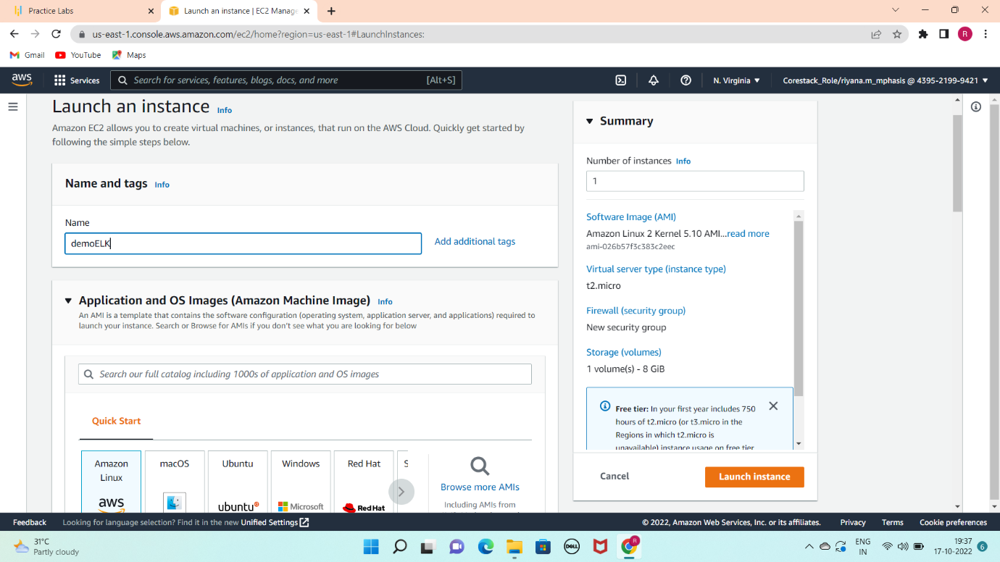 Practice Labs
Launch an instance | EC2 Manage
us-east-1.console.aws.amazon.com/ec2/home?region=us-east-1#LaunchInstances:
R
Gmail
YouTube
Maps
aws
Services
Search for services, features, blogs, docs, and more
[Alt+S]
N. Virginia
Corestack_Role/riyana.m_mphasis @ 4395-2199-9421
Launch an instance Info
Amazon EC2 allows you to create virtual machines, or instances, that run on the AWS Cloud. Quickly get started by
following the simple steps below.
Name and tags Info
Name
demoELK
Add additional tags
Application and OS Images (Amazon Machine Image) Info
An AMI is a template that contains the software configuration (operating system, application server, and applications) required to
launch your instance. Search or Browse for AMIs if you don't see what you are looking for below
Search our full catalog including 1000s of application and OS images
Quick Start
Amazon
Linux
aws
macOS
Ubuntu
ubuntu
Windows
Microsoft
Red Hat
Red Hat
S
Browse more AMIs
Including AMIs from
Summary
Number of instances Info
1
Software Image (AMI)
Amazon Linux 2 Kernel 5.10 AMI...read more
ami-026b57f3c383c2eec
Virtual server type (instance type)
t2.micro
Firewall (security group)
New security group
Storage (volumes)
1 volume(s) - 8 GiB
Free tier: In your first year includes 750
hours of t2.micro (or t3.micro in the
Regions in which t2.micro is
unavailable) instance usage on free tier
Cancel
Launch instance
Feedback
Looking for language selection? Find it in the new Unified Settings
© 2022, Amazon Web Services, Inc. or its affiliates.
Privacy
Terms
Cookie preferences
31°C
Partly cloudy
DELL
R
ENG
IN
19:37
17-10-2022
6